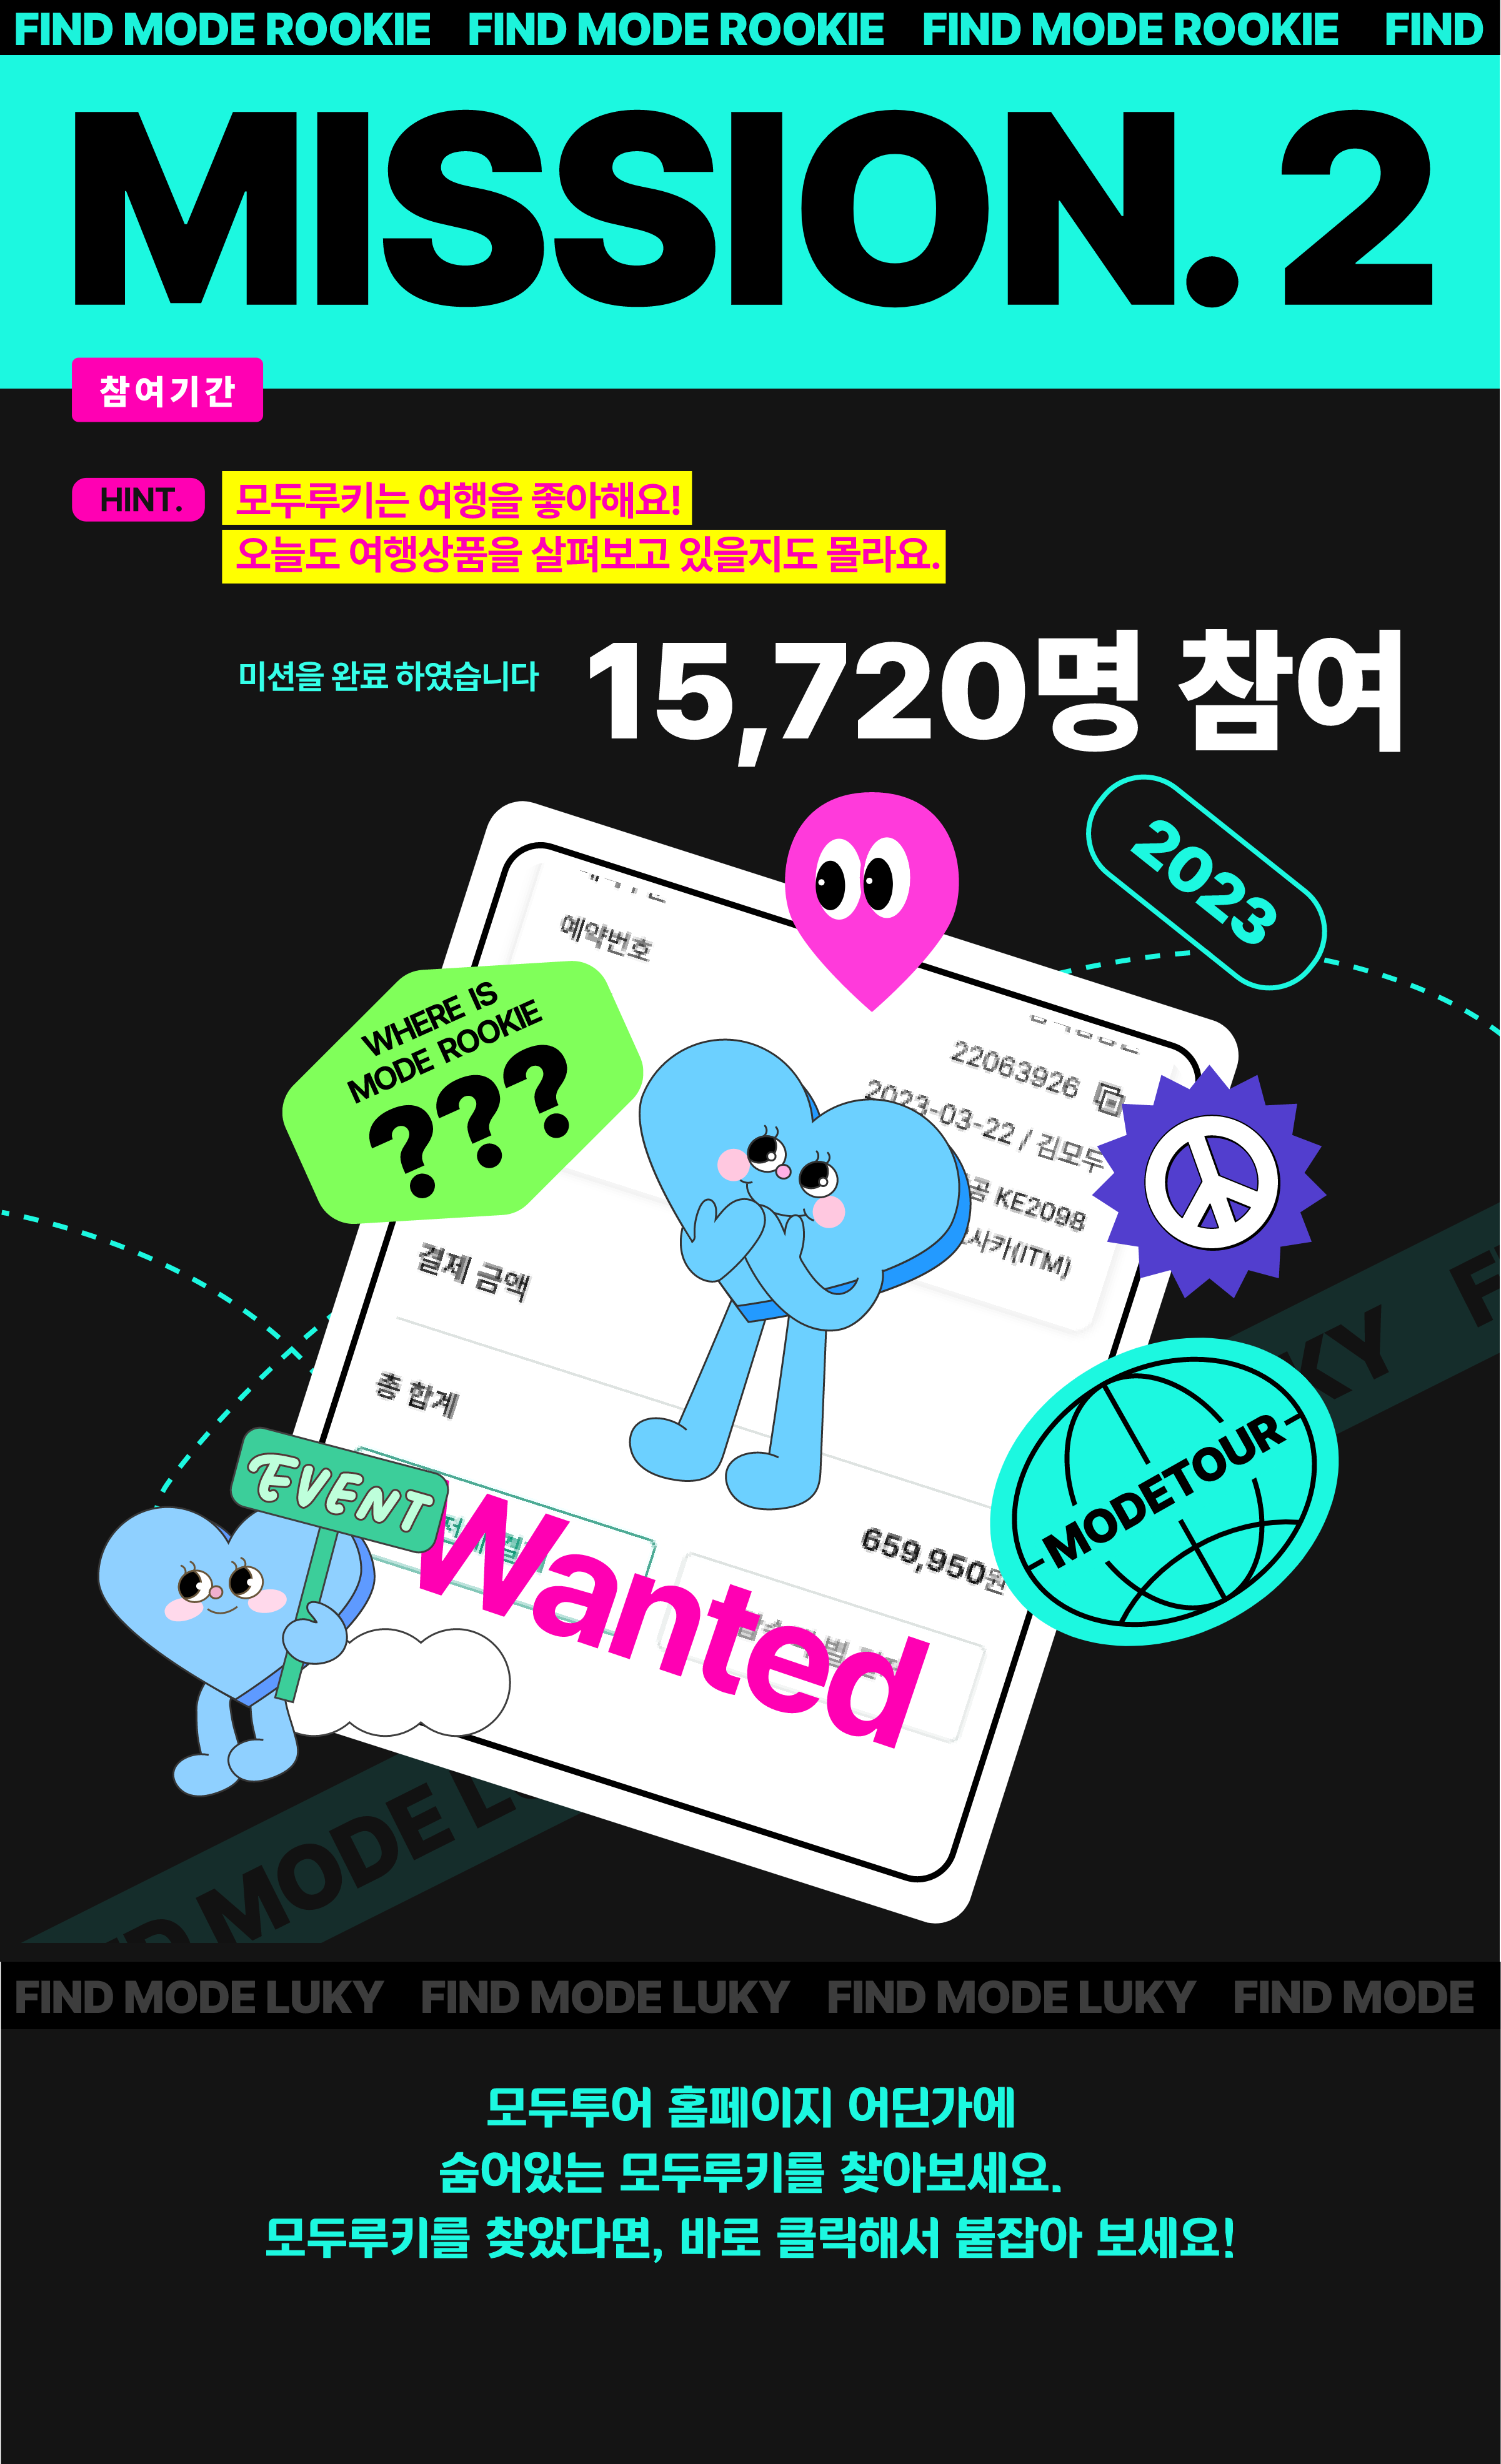 FIND MODE ROOKIE FIND MODE ROOKIE FIND MODE ROOKIE FIND
MISSION. 2
참여기간
HINT. 모두루키는 여행을 좋아해요!
오늘도 여행상품을 살펴보고 있을지도 몰라요.
미션을 완료 하였습니다 15,720명 참여
2023
예약번호
22063926
2023-03-22 / 김모두
KE2098
(ITM)
WHERE IS
MODE ROOKIE
???
결제 금액
총 합계
659,950원
EVENT
Wanted
MODETOUR
KY
MODE
FIND MODE LUKY FIND MODE LUKY FIND MODE LUKY FIND MODE
모두투어 홈페이지 어딘가에
숨어있는 모두루키를 찾아보세요.
모두루키를 찾았다면, 바로 클릭해서 붙잡아 보세요!